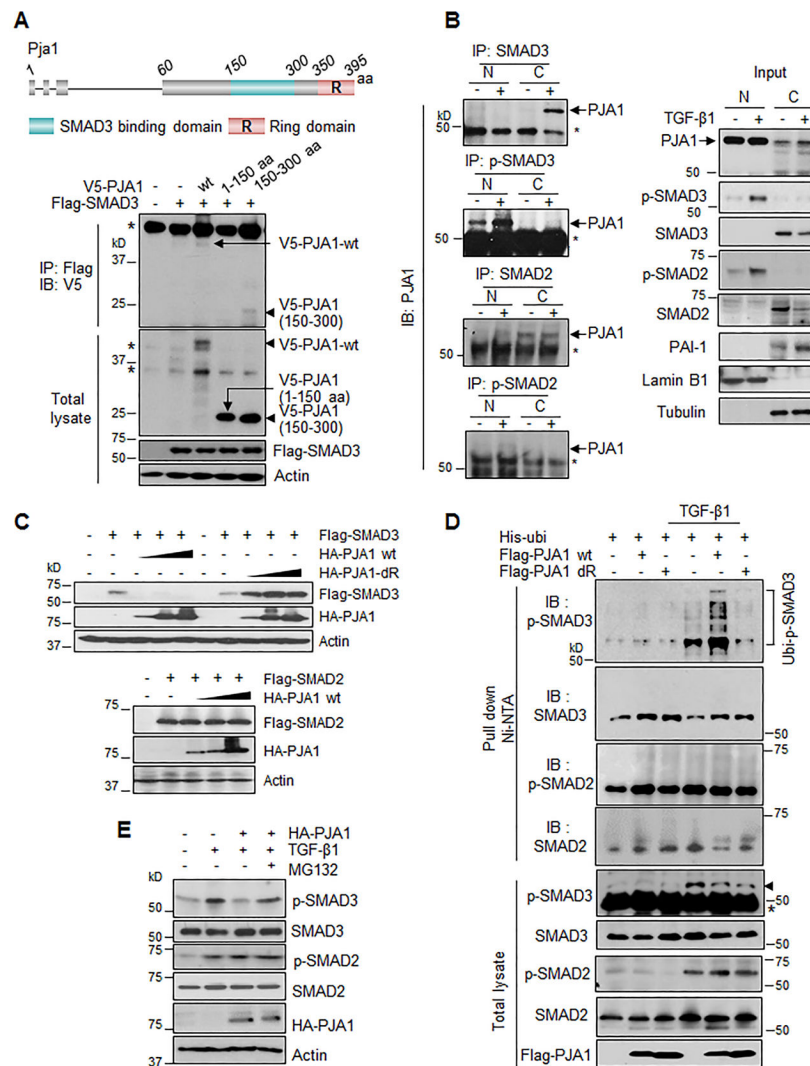 A
Pja1
1 60 150 300 350 395
aa
R
SMAD3 binding domain R Ring domain
V5-PJA1 - - wt 1-150 aa 150-300 aa
Flag-SMAD3 - + + + +
*
kD
37
25
IP: Flag
IB: V5
V5-PJA1-wt
V5-PJA1
(150-300)
*
37
*
25
Total
lysate
V5-PJA1-wt
V5-PJA1
(1-150 aa)
V5-PJA1
(150-300)
75
50
Flag-SMAD3
Actin
B
IB: PJA1
IP: SMAD3
N C
- + - +
kD
50
PJA1
*
IP: p-SMAD3
N C
- + - +
50
PJA1
*
IP: SMAD2
N C
- + - +
50
PJA1
*
IP: p-SMAD2
N C
- + - +
50
PJA1
*
Input
N C
TGF-β1 - + - +
PJA1
50
p-SMAD3
50
SMAD3
75
p-SMAD2
75
SMAD2
PAI-1
Lamin B1
Tubulin
C
- + + + + - + + + + Flag-SMAD3
- - - - - - - HA-PJA1 wt
- - - - - - - HA-PJA1-dR
kD
75
50
Flag-SMAD3
75
HA-PJA1
37
Actin
- + + + + Flag-SMAD2
- - HA-PJA1 wt
75
Flag-SMAD2
75
HA-PJA1
37
Actin
D
TGF-β1
His-ubi + + + + + +
Flag-PJA1 wt - + - - + -
Flag-PJA1 dR - - + - - +
Pull down
Ni-NTA
IB :
p-SMAD3
kD
50
Ubi-p-SMAD3
IB :
SMAD3
50
IB :
p-SMAD2
75
IB :
SMAD2
75
Total lysate
p-SMAD3
50
*
SMAD3
50
p-SMAD2
75
50
SMAD2
50
Flag-PJA1
E
- - + + HA-PJA1
- + + + TGF-β1
- - - + MG132
kD
50
p-SMAD3
50
SMAD3
75
p-SMAD2
75
SMAD2
75
HA-PJA1
37
Actin